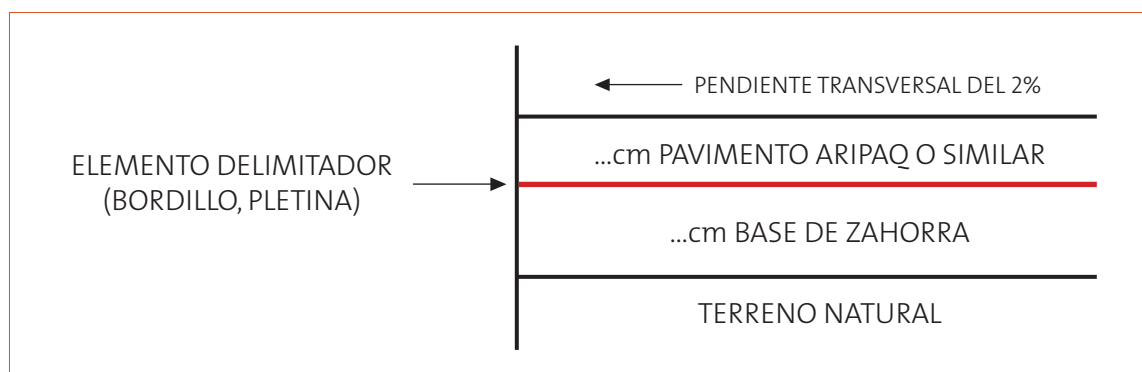 PENDIENTE TRANSVERSAL DEL 2%
...cm PAVIMENTO ARIPAQ O SIMILAR
ELEMENTO DELIMITADOR
(BORDILLO, PLETINA)
...cm BASE DE ZAHORRA
TERRENO NATURAL